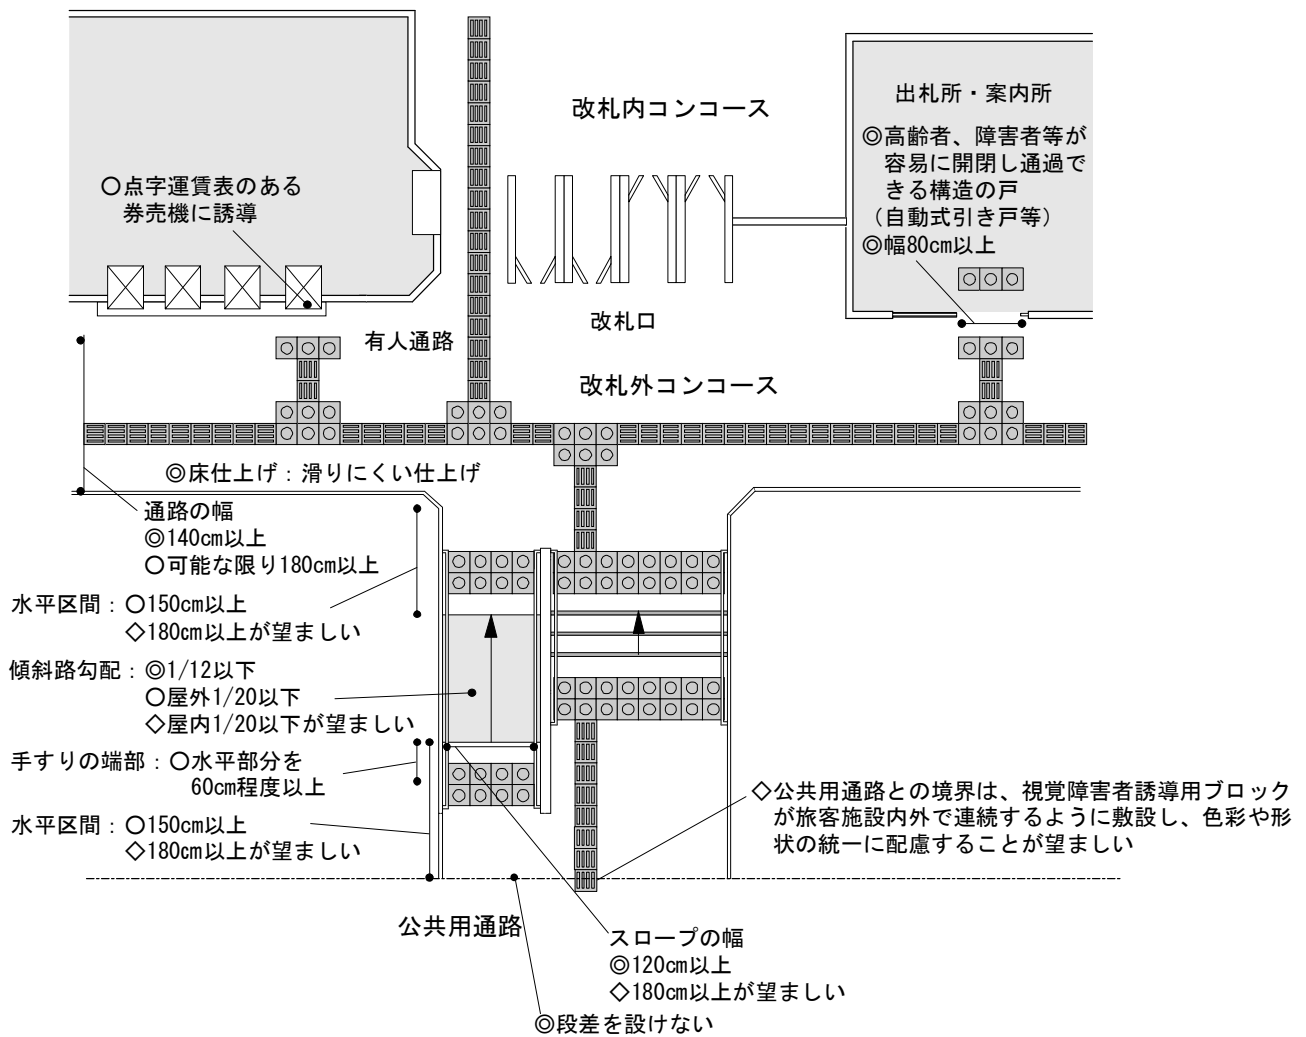 改札内コンコース
出札所・案内所
◎高齢者、障害者等が
容易に開閉し通過で
きる構造の戸
（自動式引き戸等）
◎幅80cm以上
○点字運賃表のある
券売機に誘導
改札口
有人通路
改札外コンコース
◎床仕上げ：滑りにくい仕上げ
通路の幅
◎140cm以上
○可能な限り180cm以上
水平区間：○150cm以上
◇180cm以上が望ましい
傾斜路勾配：◎1/12以下
○屋外1/20以下
◇屋内1/20以下が望ましい
手すりの端部：○水平部分を
60cm程度以上
水平区間：○150cm以上
◇180cm以上が望ましい
◇公共用通路との境界は、視覚障害者誘導用ブロック
が旅客施設内外で連続するように敷設し、色彩や形
状の統一に配慮することが望ましい
公共用通路
スロープの幅
◎120cm以上
◇180cm以上が望ましい
◎段差を設けない